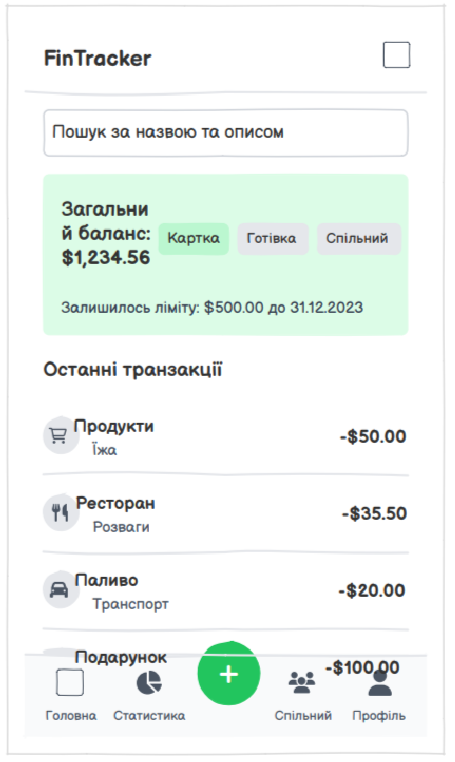 FinTracker
Пошук за назвою та описом
Загальни
й баланс:
$1,234.56
Картка
Готівка
Спільний
Залишилось ліміту: $500.00 до 31.12.2023
Останні транзакції
Продукти
Їжа
-$50.00
Ресторан
Розваги
-$35.50
Паливо
Транспорт
-$20.00
Подарунок
-$100.00
+
Головна
Статистика
Спільний
Профіль